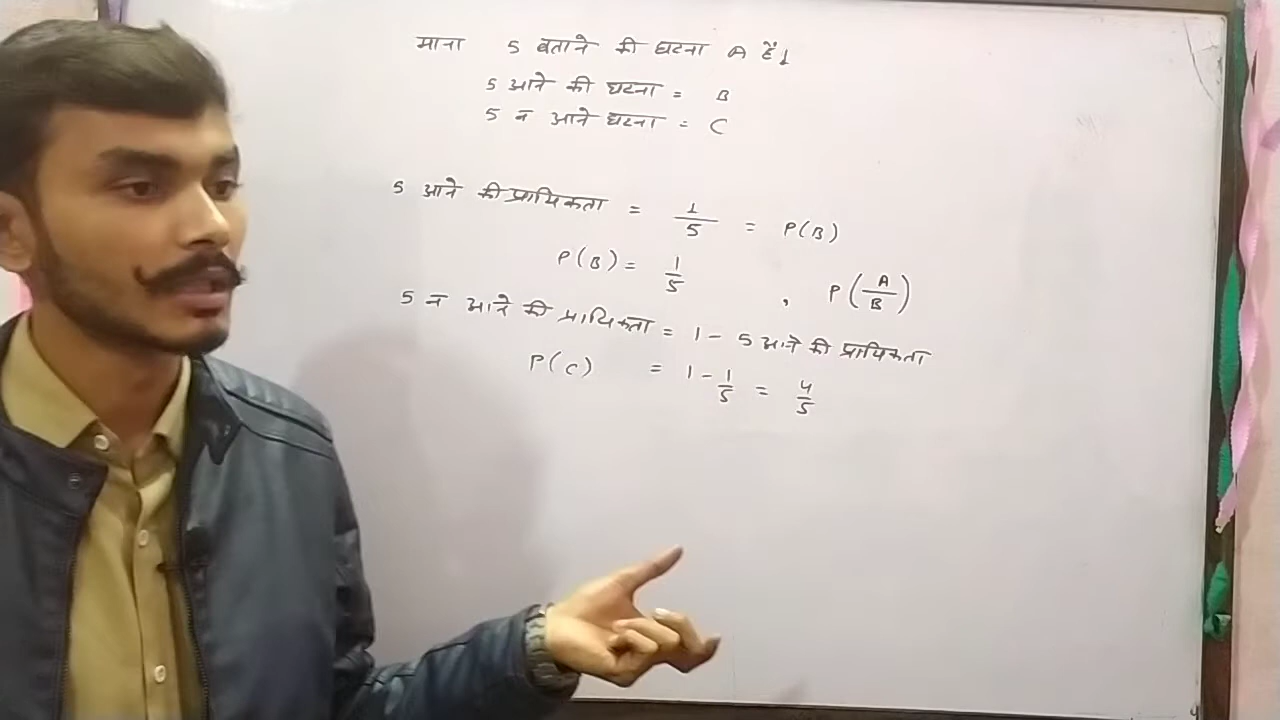 माना 5 बताने की घटना A है।
5 आने की घटना = B
5 न आने घटना = C
5 आने की प्रायिकता = 1/5 = P(B)
P(B) = 1/5 , P(A/B)
5 न आने की प्रायिकता = 1 - 5 आने की प्रायिकता
P(C) = 1 - 1/5 = 4/5